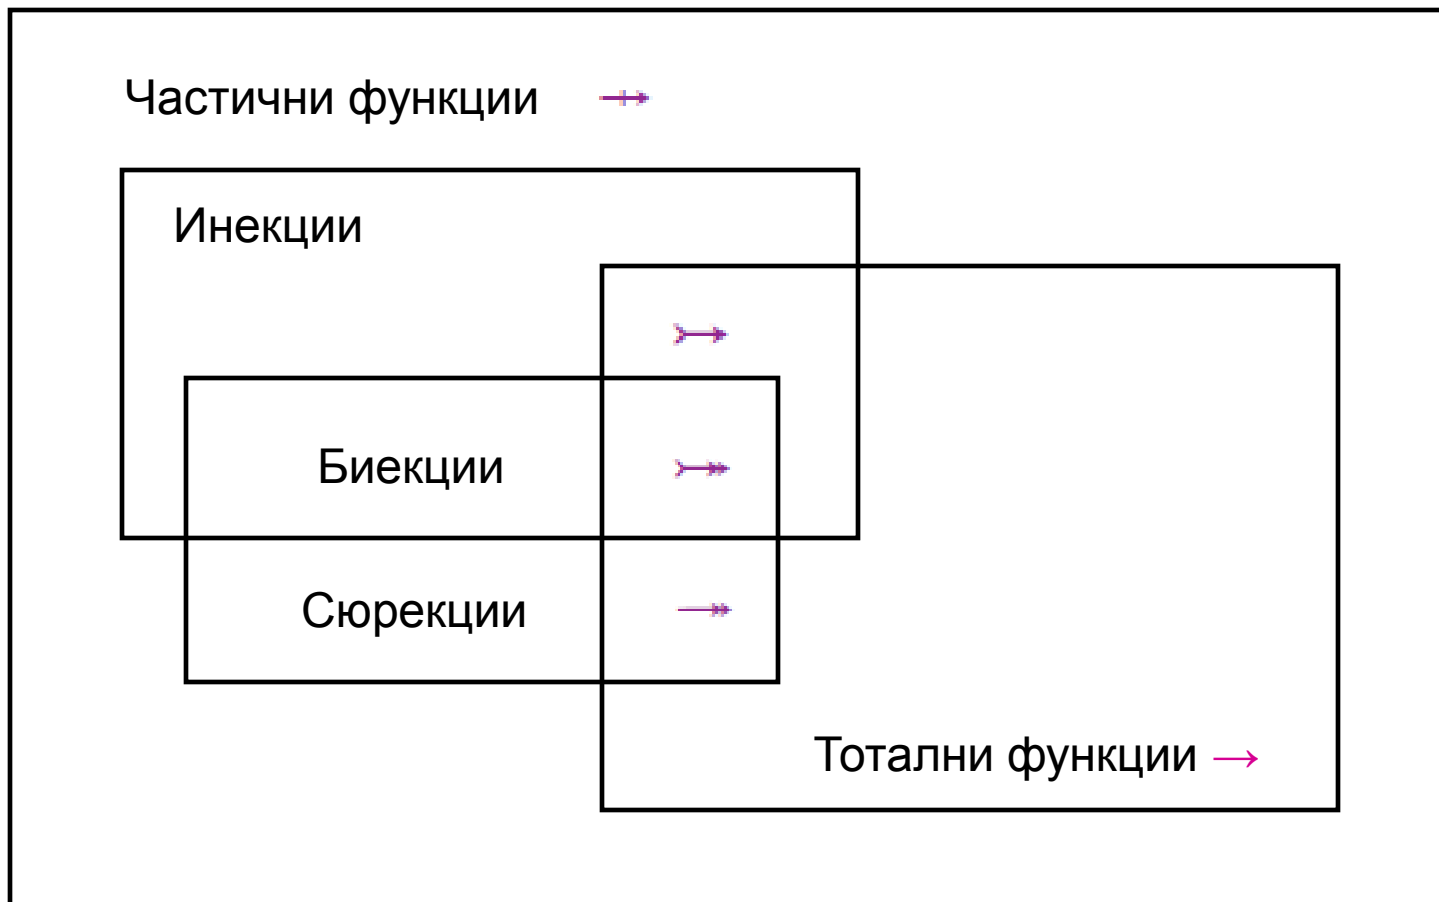 Частични функции ⇸
Инекции
↣
Биекции ⤖
Сюрекции ↠
Тотални функции →